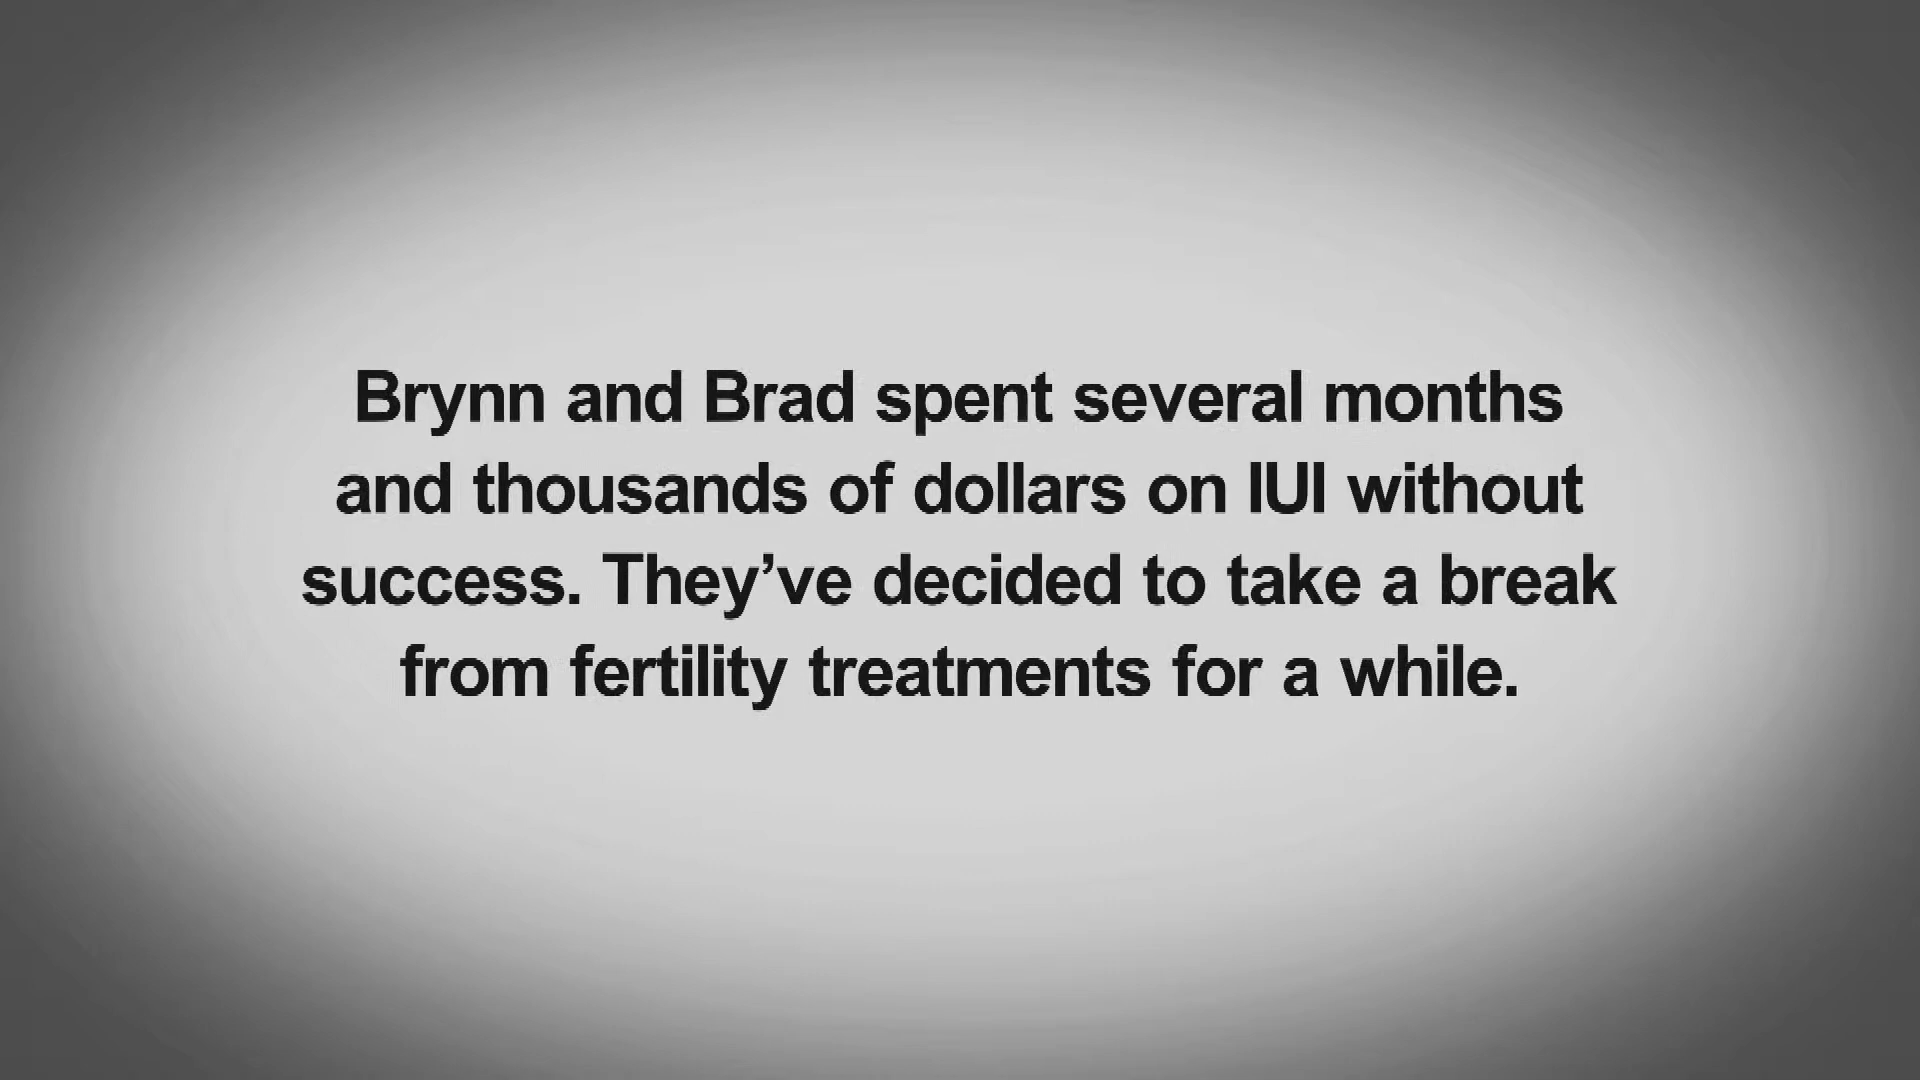 Brynn and Brad spent several months
and thousands of dollars on IUI without
success. They’ve decided to take a break
from fertility treatments for a while.